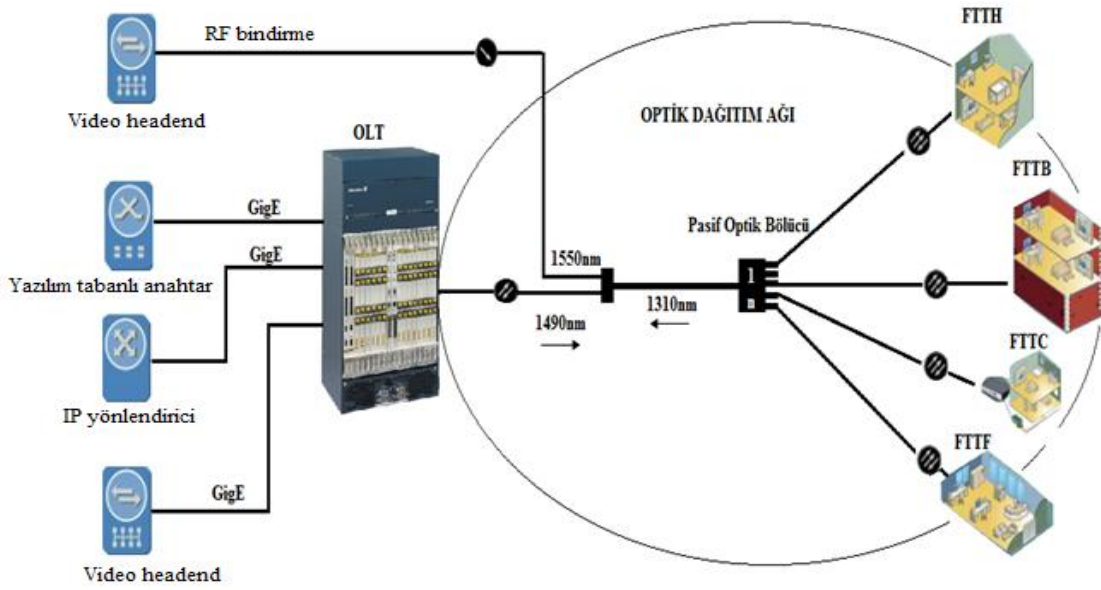 RF bindirme
Video headend
OLT
GigE
GigE
Yazılım tabanlı anahtar
IP yönlendirici
GigE
Video headend
OPTİK DAĞITIM AĞI
1550nm
1490nm
1310nm
Pasif Optik Bölücü
1
n
FTTH
FTTB
FTTC
FTTF